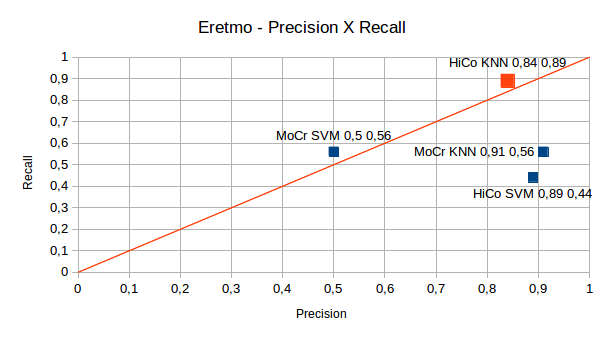 Eretmo - Precision X Recall
1
HiCo KNN 0,84 0,89
0,9
0,8
0,7
MoCr SVM 0,5 0,56
0,6
MoCr KNN 0,91 0,56
0,5
0,4
HiCo SVM 0,89 0,44
0,3
0,2
0,1
0
Recall
0 0,1 0,2 0,3 0,4 0,5 0,6 0,7 0,8 0,9 1
Precision